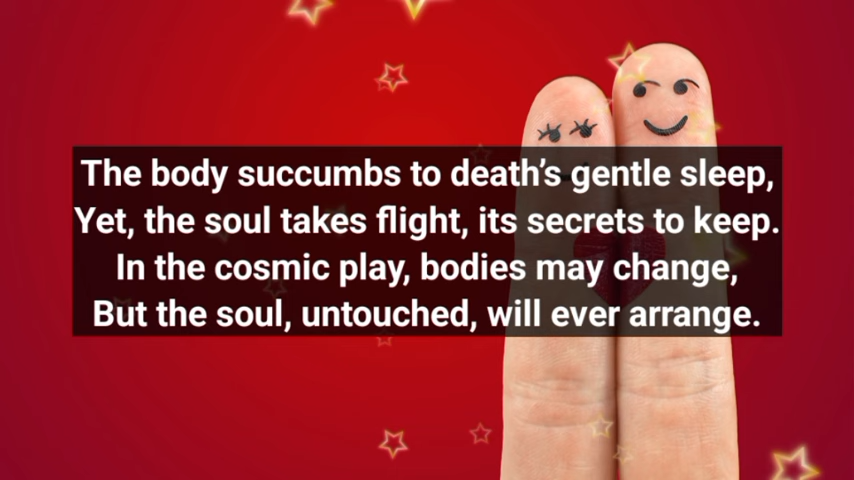 The body succumbs to death’s gentle sleep,
Yet, the soul takes flight, its secrets to keep.
In the cosmic play, bodies may change,
But the soul, untouched, will ever arrange.